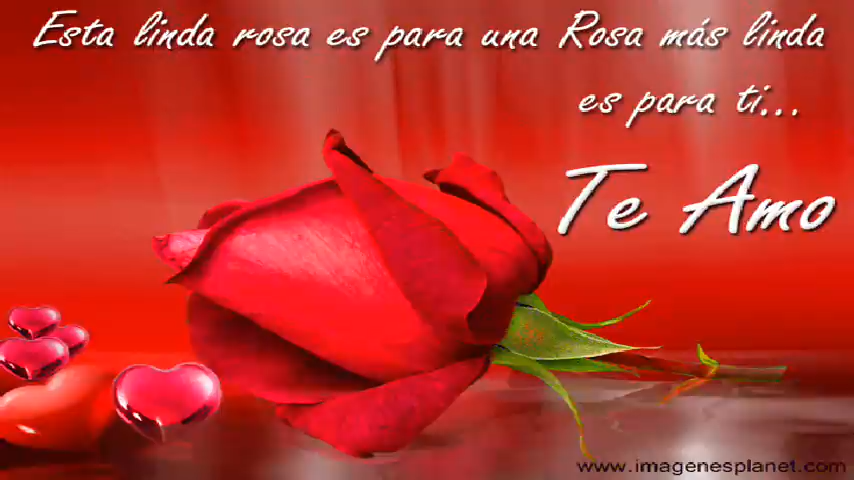 Esta linda rosa es para una Rosa más linda
es para ti...
Te Amo
www.imagenesplanet.com